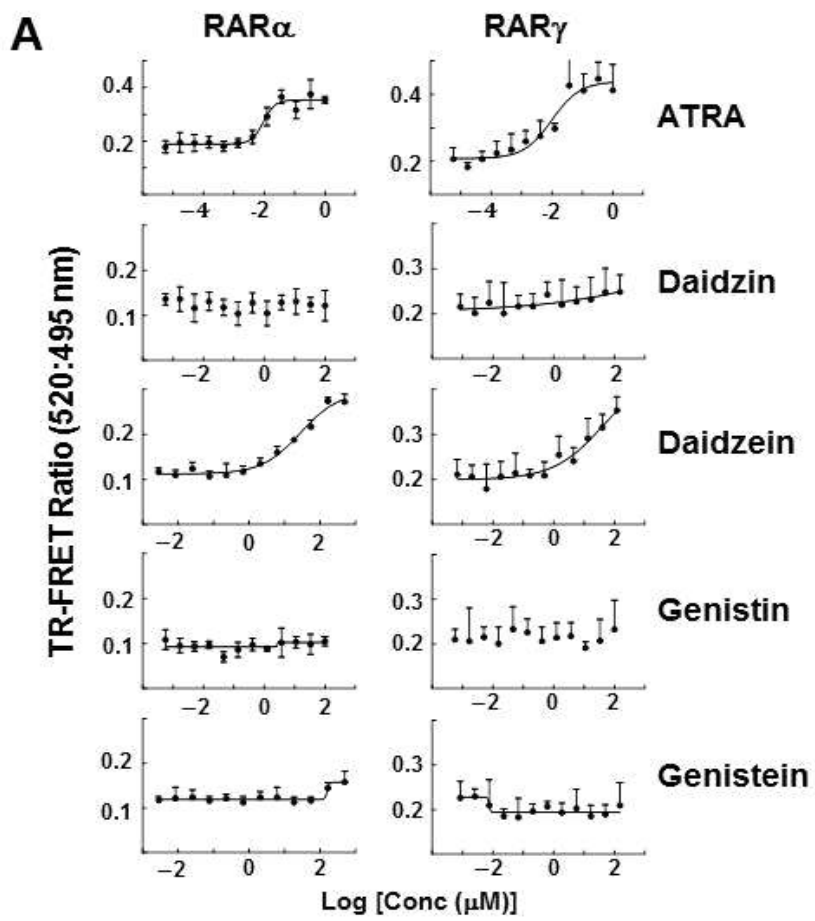 A
RARα RARγ
0.4 0.4
0.2 0.2
ATRA
−4 -2 0 −4 -2 0
0.2 0.3
0.1 0.2
Daidzin
−2 0 2 −2 0 2
0.2 0.3
0.1 0.2
Daidzein
−2 0 2 −2 0 2
0.2 0.3
0.1 0.2
Genistin
−2 0 2 −2 0 2
0.2 0.3
0.1 0.2
Genistein
−2 0 2 −2 0 2
TR-FRET Ratio (520:495 nm)
Log [Conc (μM)]